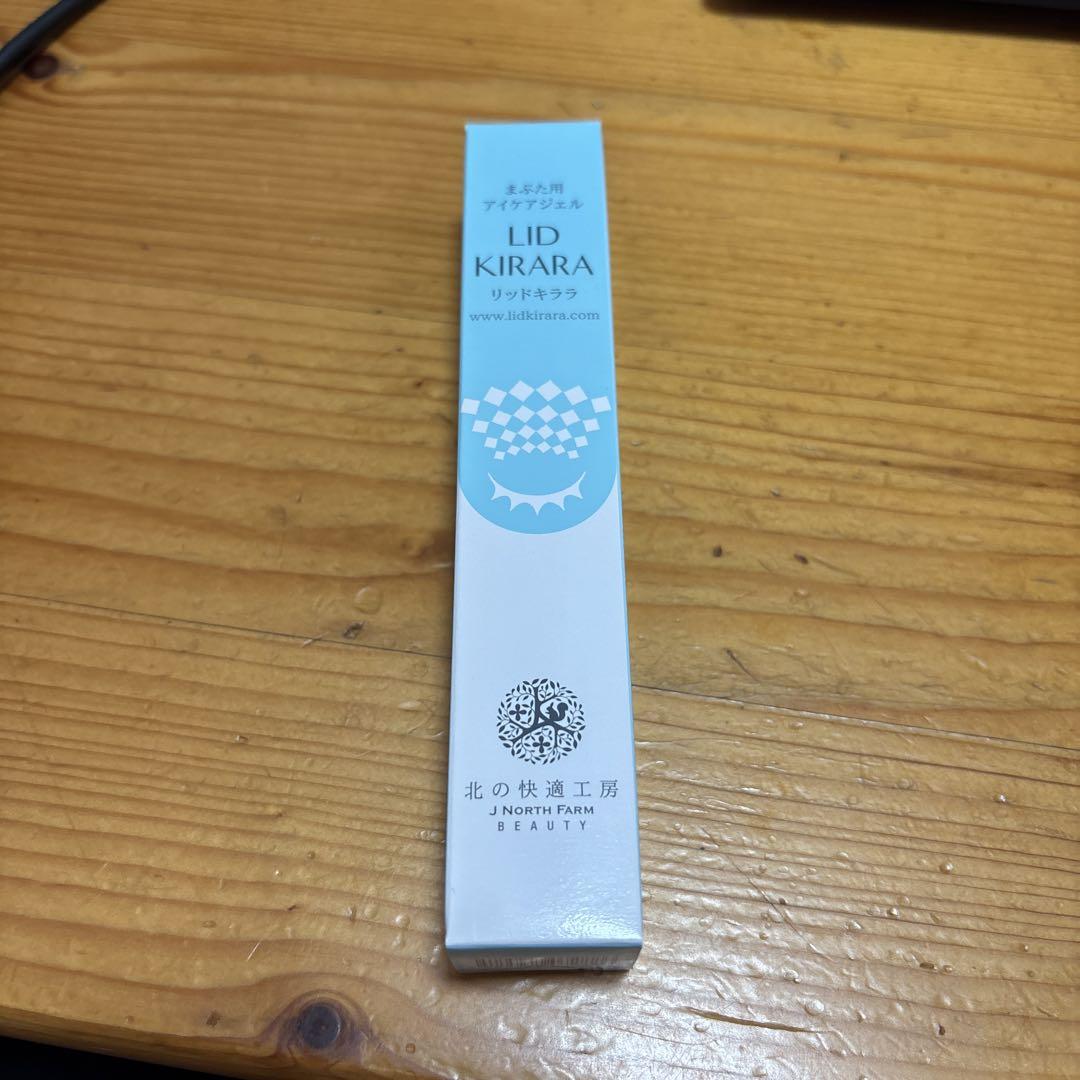 まぶた用
アイケアジェル
LID
KIRARA
リッドキララ
www.lidkirara.com
北の快適工房
J NORTH FARM
BEAUTY